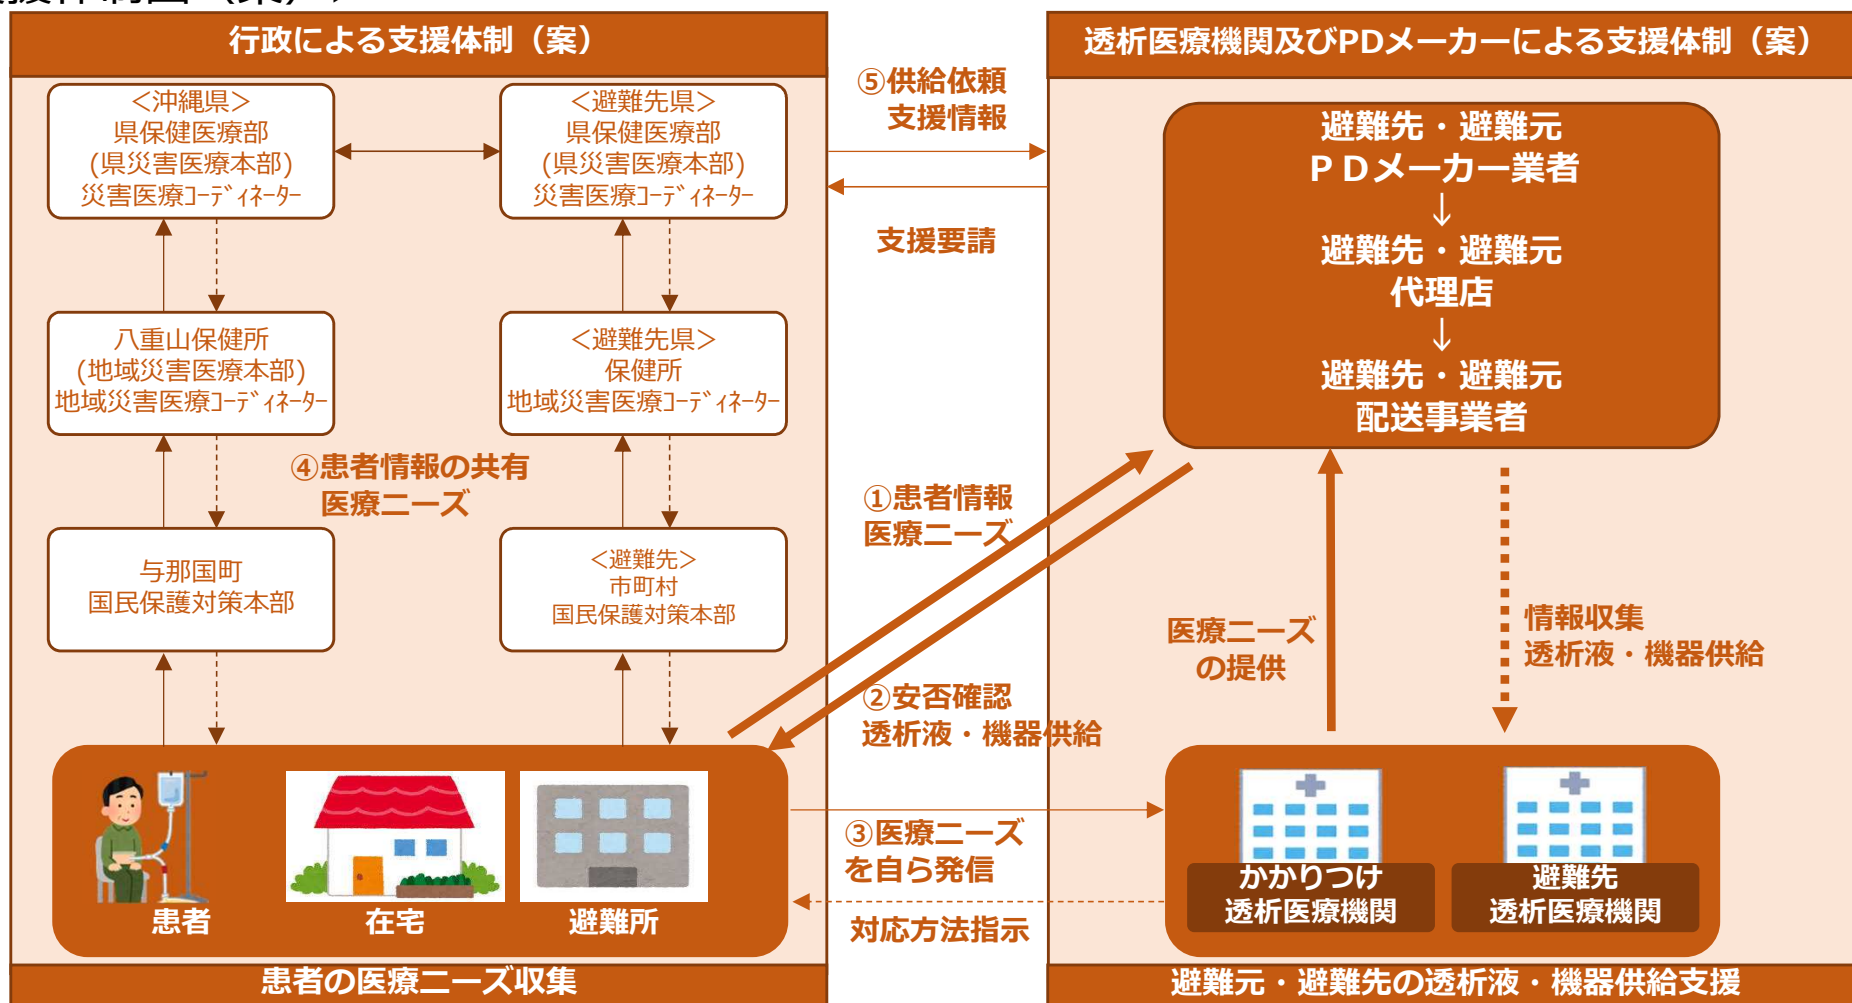 行政による支援体制（案）
＜沖縄県＞
県保健医療部
(県災害医療本部)
災害医療ｺｰﾃﾞｨﾈｰﾀｰ
＜避難先県＞
県保健医療部
(県災害医療本部)
災害医療ｺｰﾃﾞｨﾈｰﾀｰ
八重山保健所
(地域災害医療本部)
地域災害医療ｺｰﾃﾞｨﾈｰﾀｰ
＜避難先県＞
保健所
地域災害医療ｺｰﾃﾞｨﾈｰﾀｰ
④患者情報の共有
医療ニーズ
与那国町
国民保護対策本部
＜避難先＞
市町村
国民保護対策本部
患者
在宅
避難所
患者の医療ニーズ収集
⑤供給依頼
支援情報
支援要請
①患者情報
医療ニーズ
②安否確認
透析液・機器供給
③医療ニーズ
を自ら発信
対応方法指示
透析医療機関及びPDメーカーによる支援体制（案）
避難先・避難元
ＰＤメーカー業者
↓
避難先・避難元
代理店
↓
避難先・避難元
配送事業者
医療ニーズ
の提供
情報収集
透析液・機器供給
かかりつけ
透析医療機関
避難先
透析医療機関
避難元・避難先の透析液・機器供給支援